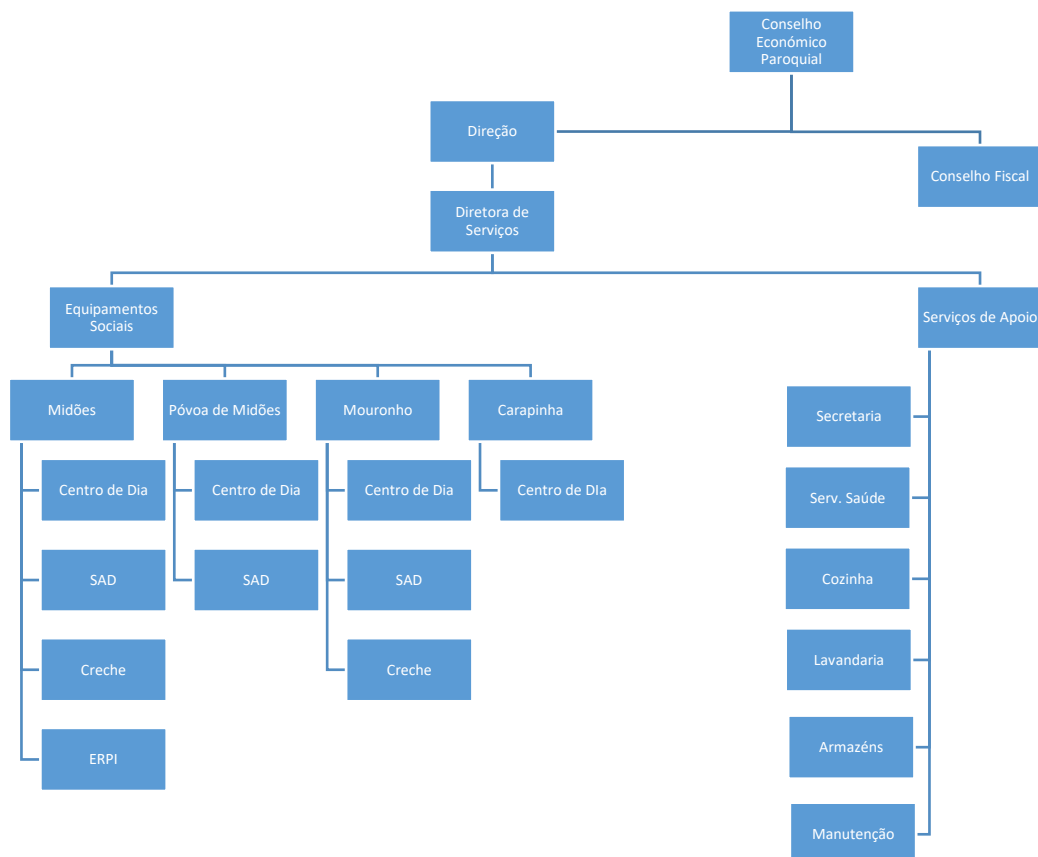 Conselho
Económico
Paroquial
Direção
Conselho Fiscal
Diretora de
Serviços
Equipamentos
Sociais
Serviços de Apoio
Midões
Póvoa de Midões
Mouronho
Carapinha
Centro de Dia
SAD
Creche
ERPI
Centro de Dia
SAD
Centro de Dia
SAD
Creche
Centro de DIa
Secretaria
Serv. Saúde
Cozinha
Lavandaria
Armazéns
Manutenção